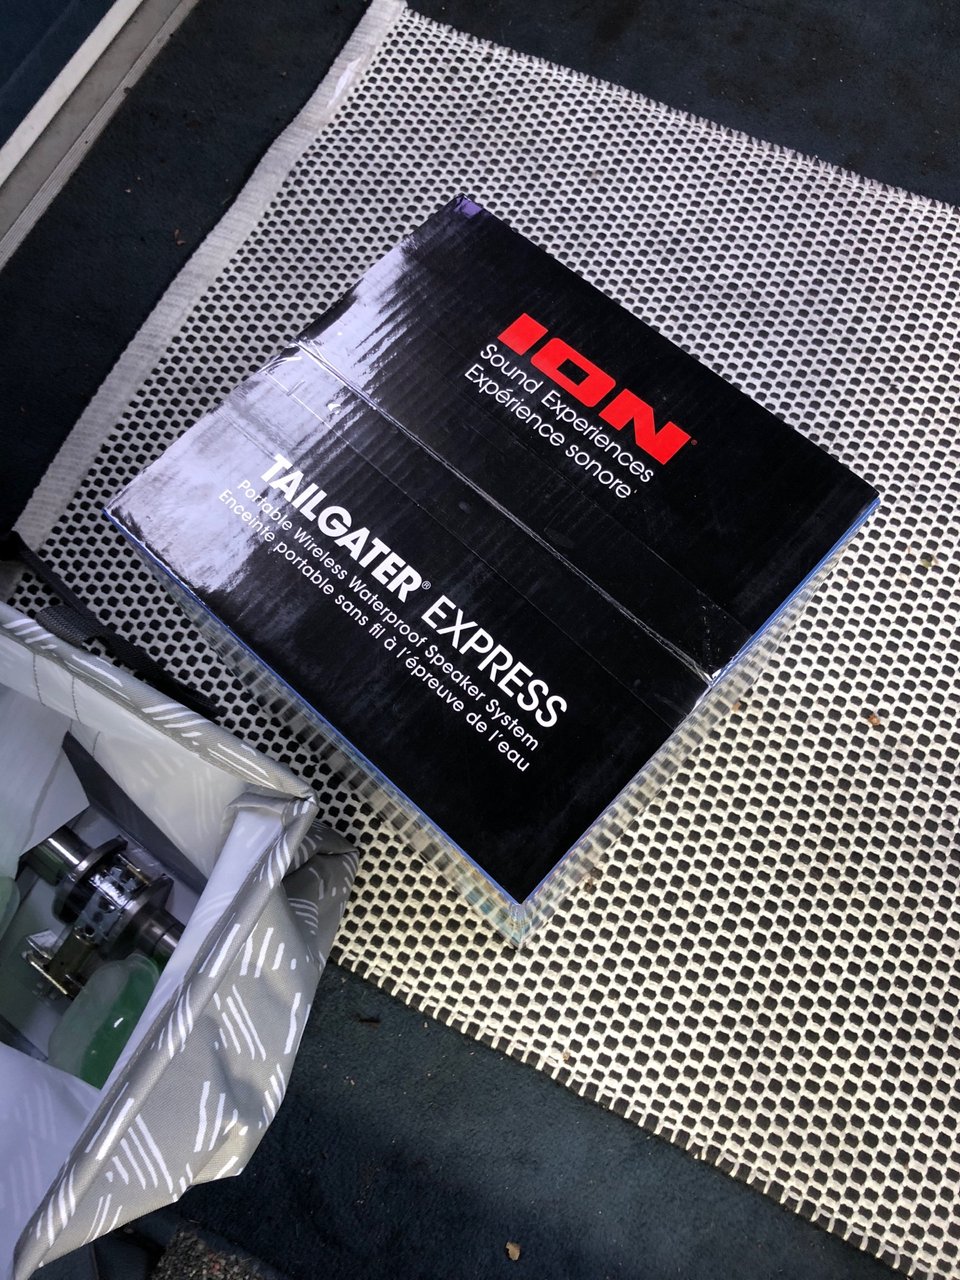 ION
Sound Experiences
Expérience sonore
TAILGATER® EXPRESS
Portable Wireless Waterproof Speaker System
Enceinte portable sans fil à l'épreuve de l'eau